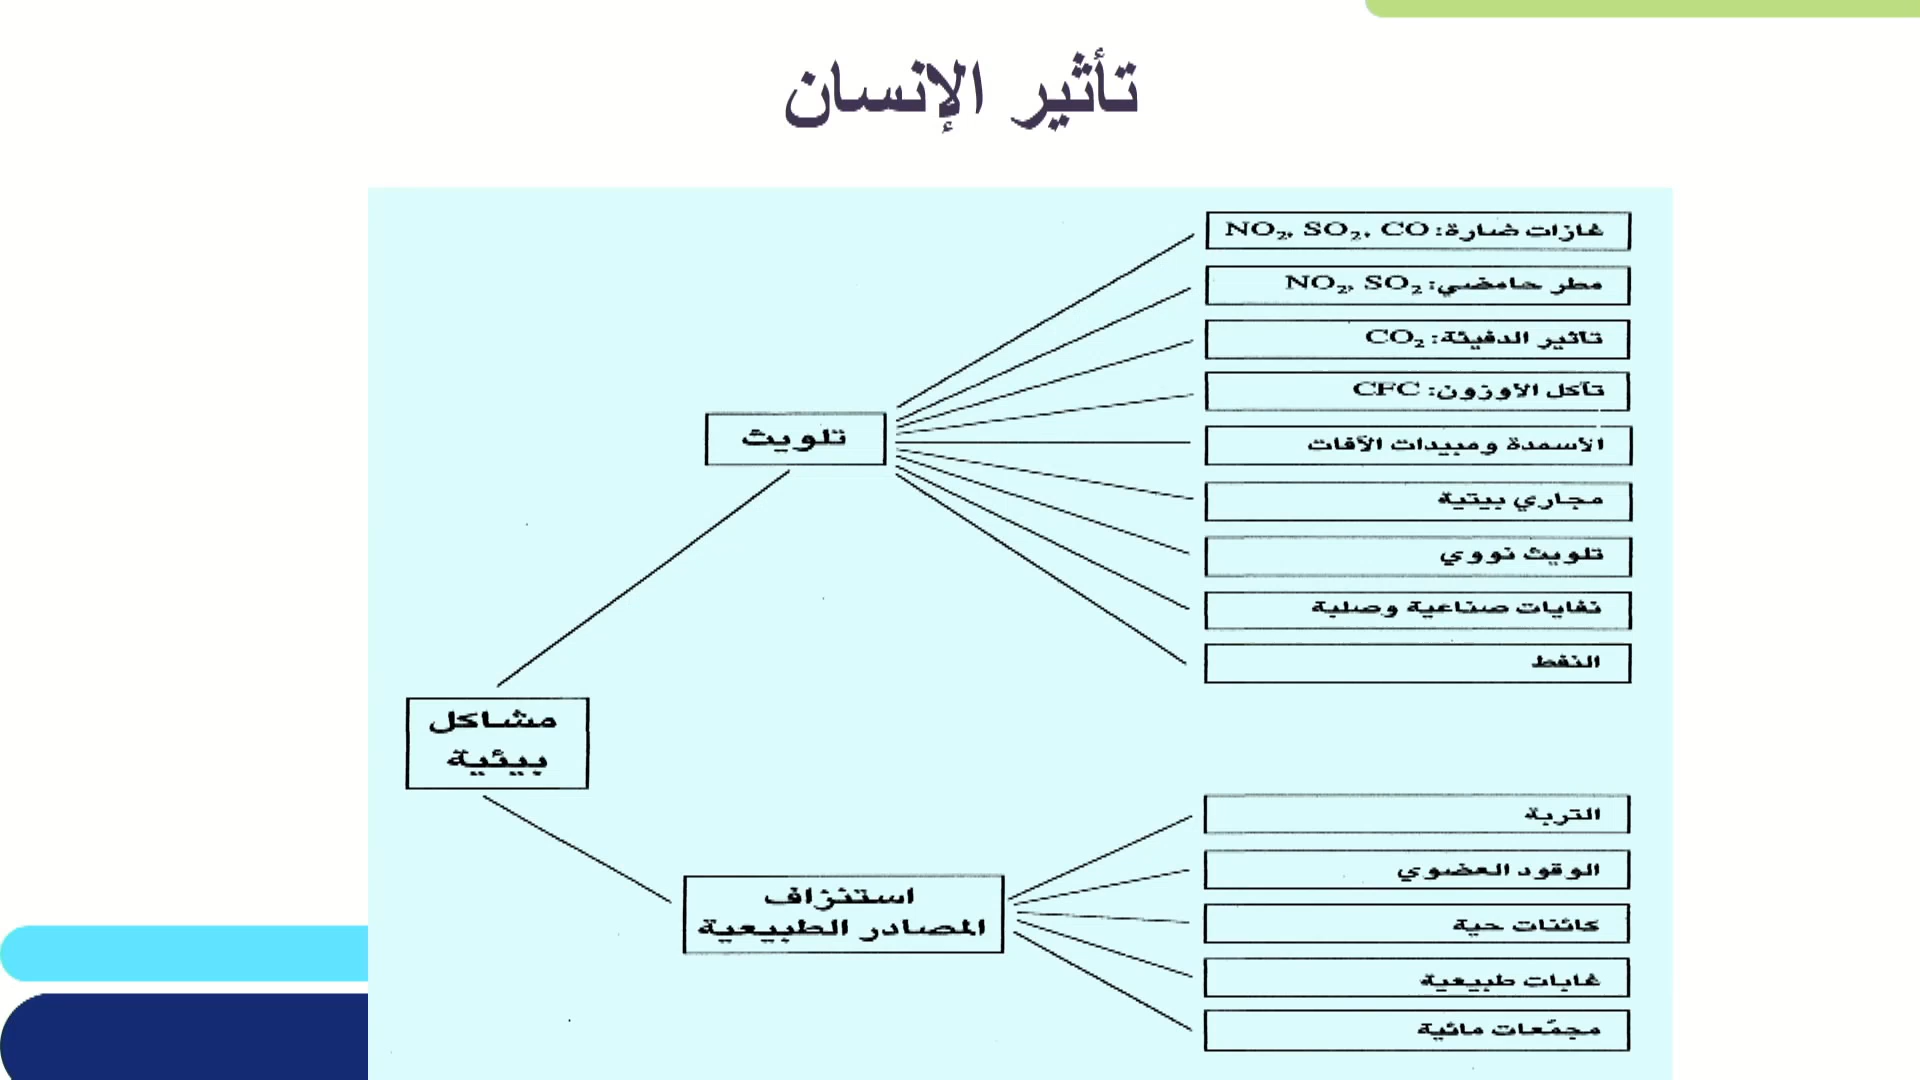 تأثير الإنسان
غازات ضارة: NO₂, SO₂, CO
مطر حامضي: NO₂, SO₂
تأثير الدفيئة: CO₂
تآكل الأوزون: CFC
الأسمدة ومبيدات الآفات
مجاري بيتية
تلويث نووي
نفايات صناعية وصلبة
النفط
تلويث
مشاكل
بيئية
استنزاف
المصادر الطبيعية
التربة
الوقود العضوي
كائنات حية
غابات طبيعية
مجمّعات مائية